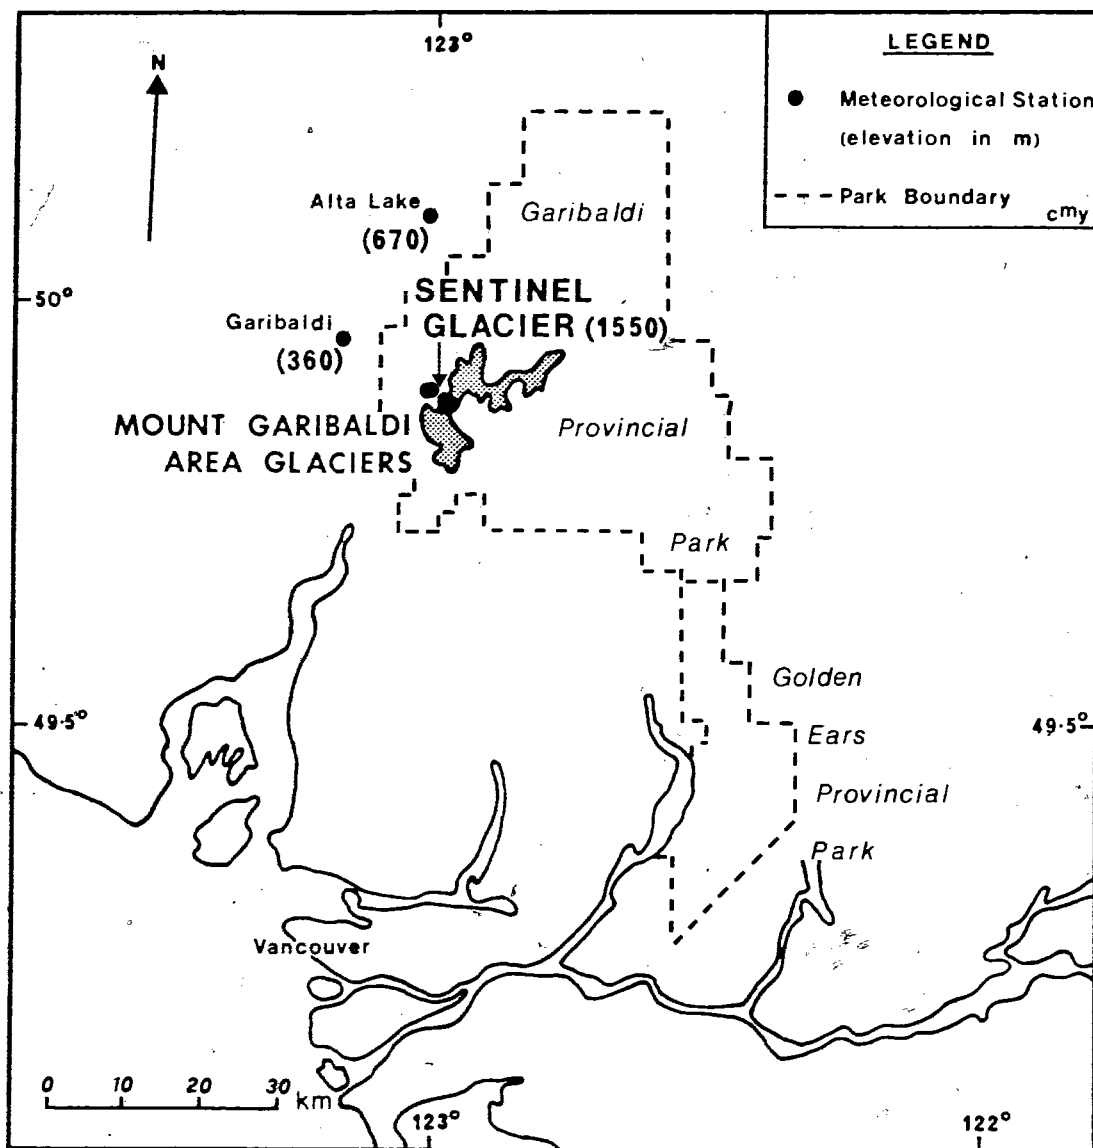 123°
LEGEND
N
Meteorological Station
(elevation in m)
Park Boundary
cmy
Alta Lake
(670)
Garibaldi
50°
SENTINEL
GLACIER (1550)
Garibaldi
(360)
MOUNT GARIBALDI
AREA GLACIERS
Provincial
Park
Golden
49·5°
49·5°
Ears
Provincial
Park
Vancouver
0 10 20 30 km
123°
122°